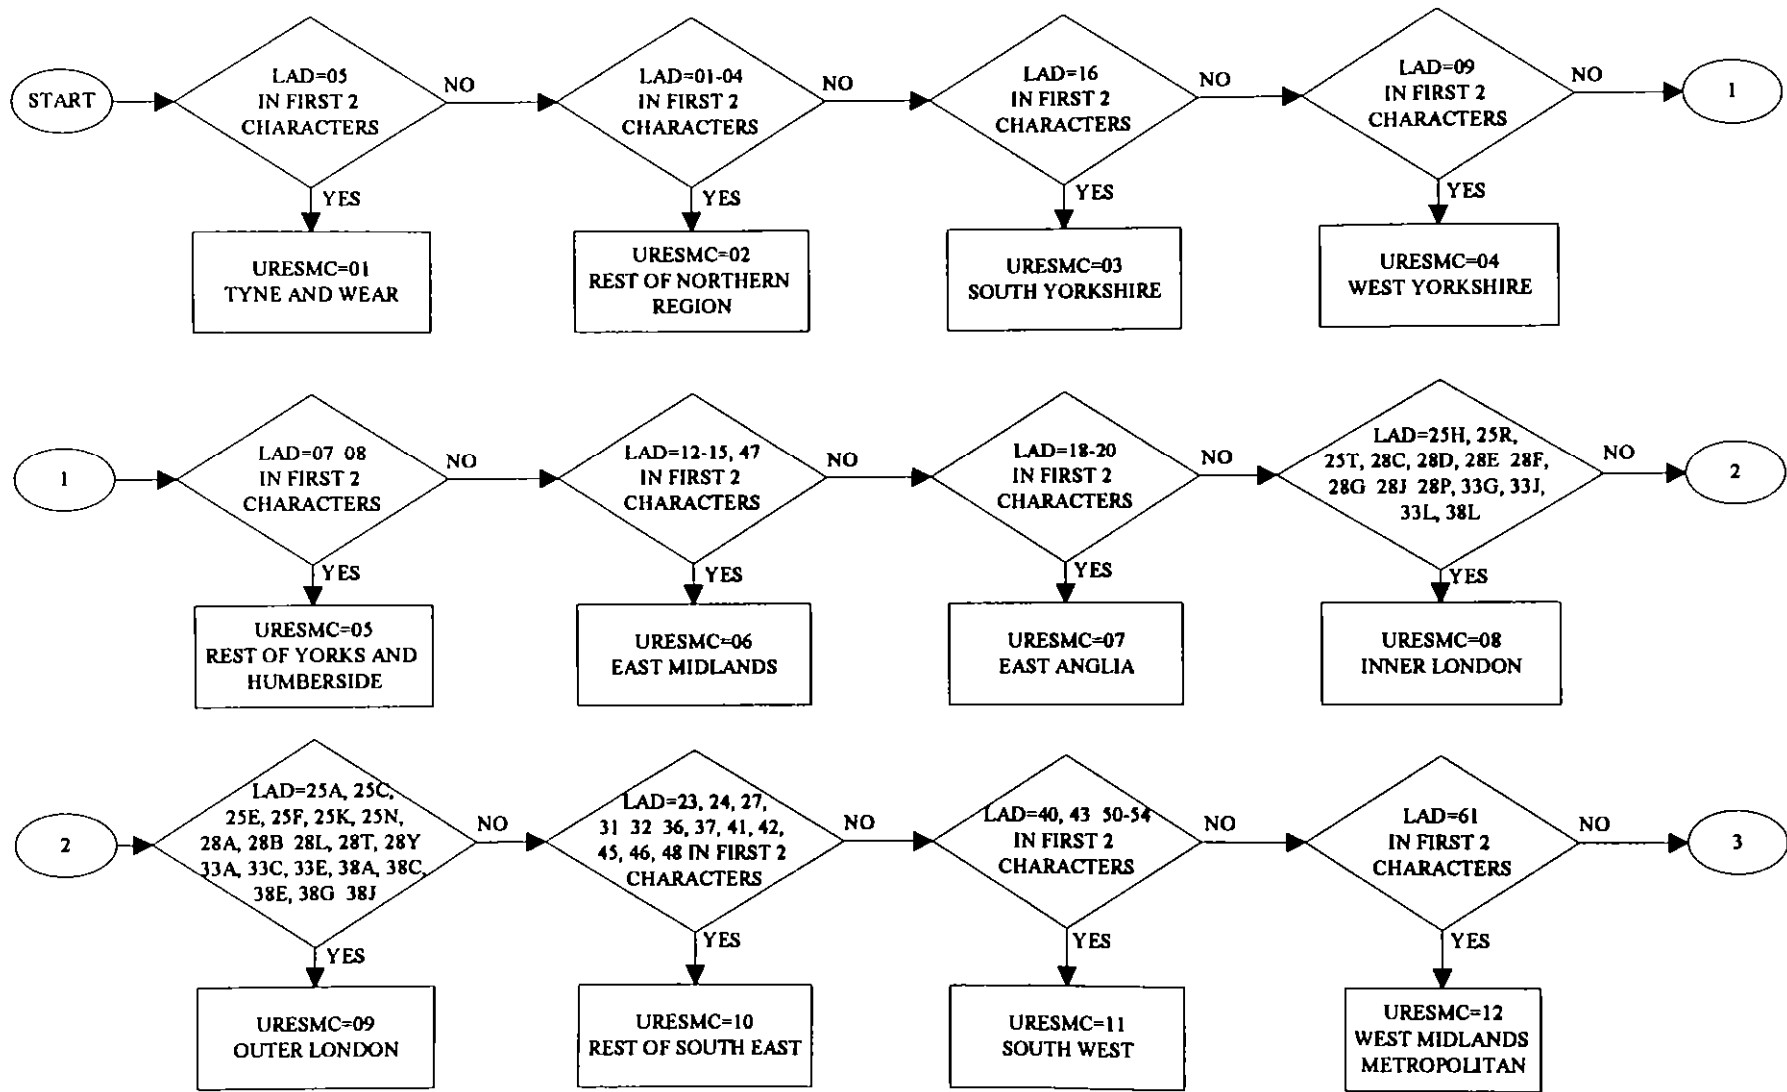 START
LAD=05
IN FIRST 2
CHARACTERS
NO
LAD=01-04
IN FIRST 2
CHARACTERS
NO
LAD=16
IN FIRST 2
CHARACTERS
NO
LAD=09
IN FIRST 2
CHARACTERS
NO
1
YES
YES
YES
YES
URESMC=01
TYNE AND WEAR
URESMC=02
REST OF NORTHERN
REGION
URESMC=03
SOUTH YORKSHIRE
URESMC=04
WEST YORKSHIRE
1
LAD=07 08
IN FIRST 2
CHARACTERS
NO
LAD=12-15, 47
IN FIRST 2
CHARACTERS
NO
LAD=18-20
IN FIRST 2
CHARACTERS
NO
LAD=25H, 25R,
25T, 28C, 28D, 28E 28F,
28G 28J 28P, 33G, 33J,
33L, 38L
NO
2
YES
YES
YES
YES
URESMC=05
REST OF YORKS AND
HUMBERSIDE
URESMC=06
EAST MIDLANDS
URESMC=07
EAST ANGLIA
URESMC=08
INNER LONDON
2
LAD=25A, 25C,
25E, 25F, 25K, 25N,
28A, 28B 28L, 28T, 28Y
33A, 33C, 33E, 38A, 38C,
38E, 38G 38J
NO
LAD=23, 24, 27,
31 32 36, 37, 41, 42,
45, 46, 48 IN FIRST 2
CHARACTERS
NO
LAD=40, 43 50-54
IN FIRST 2
CHARACTERS
NO
LAD=61
IN FIRST 2
CHARACTERS
NO
3
YES
YES
YES
YES
URESMC=09
OUTER LONDON
URESMC=10
REST OF SOUTH EAST
URESMC=11
SOUTH WEST
URESMC=12
WEST MIDLANDS
METROPOLITAN